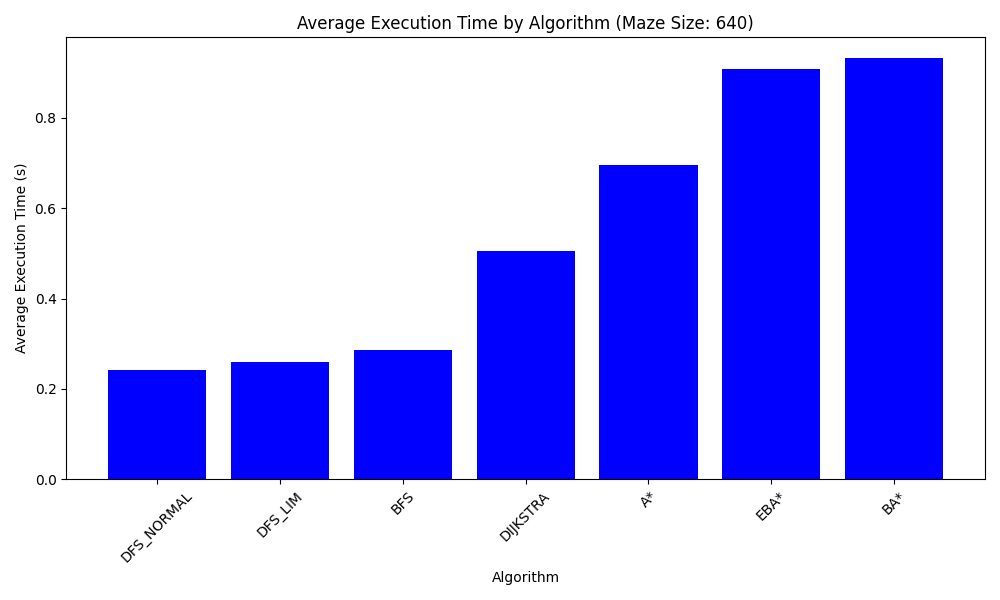 Average Execution Time by Algorithm (Maze Size: 640)
Average Execution Time (s)
0.8
0.6
0.4
0.2
0.0
DFS_NORMAL
DFS_LIM
BFS
DIJKSTRA
A*
EBA*
BA*
Algorithm